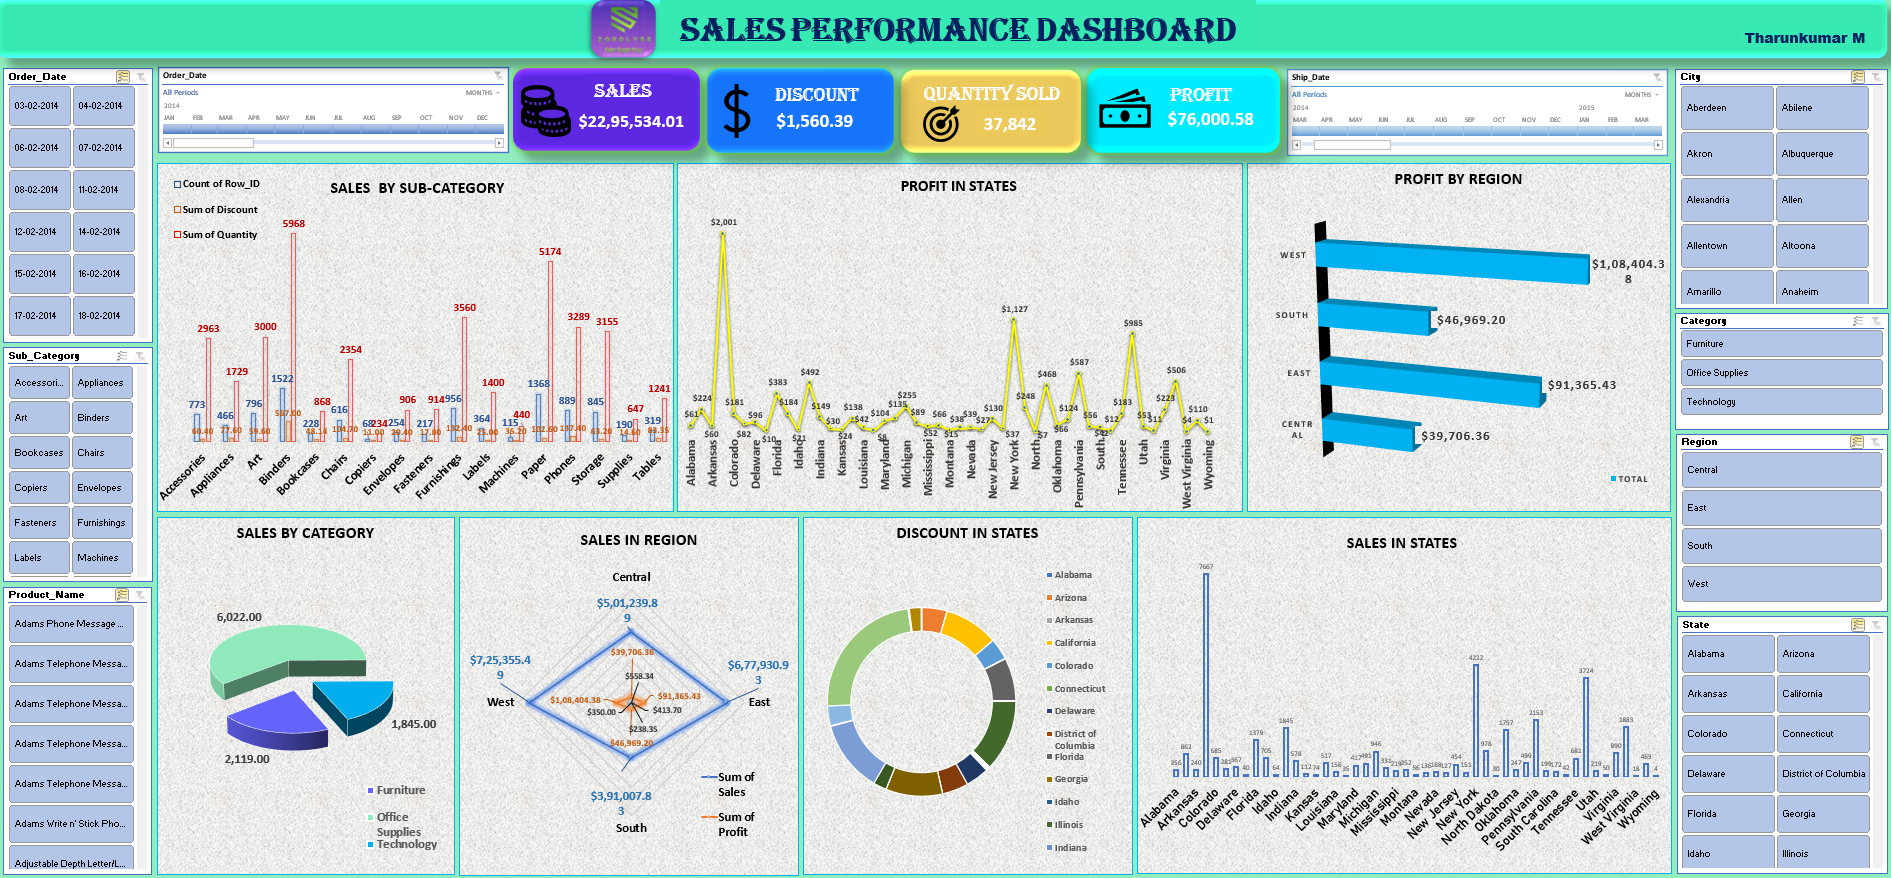 SALES PERFORMANCE DASHBOARD
Tharunkumar M
Order_Date
03-02-2014 04-02-2014
06-02-2014 07-02-2014
08-02-2014 11-02-2014
12-02-2014 14-02-2014
15-02-2014 16-02-2014
17-02-2014 18-02-2014
Sub_Category
Accessori... Appliances
Art Binders
Bookcases Chairs
Copiers Envelopes
Fasteners Furnishings
Labels Machines
Product_Name
Adams Phone Message ...
Adams Telephone Messa...
Adams Telephone Messa...
Adams Telephone Messa...
Adams Telephone Messa...
Adams Write n' Stick Pho...
Adjustable Depth Letter/L...
Order_Date
All Periods MONTHS
2014
JAN FEB MAR APR MAY JUN JUL AUG SEP OCT NOV DEC
SALES
$22,95,534.01
DISCOUNT
$1,560.39
QUANTITY SOLD
37,842
PROFIT
$76,000.58
Ship_Date
All Periods MONTHS
2014 2015
MAR APR MAY JUN JUL AUG SEP OCT NOV DEC JAN FEB MAR
SALES BY SUB-CATEGORY
Count of Row_ID
Sum of Discount
Sum of Quantity
2963 1729 3000 5968 868 2354 234 906 914 3560 1400 440 5174 3289 3155 647 1241
773 466 796 1522 228 616 68 254 217 956 364 115 1368 889 845 190 319
Accessories Appliances Art Binders Bookcases Chairs Copiers Envelopes Fasteners Furnishings Labels Machines Paper Phones Storage Supplies Tables
PROFIT IN STATES
$61 $224 $60 $2,001 $181 $82 $96 $10 $383 $184 $21 $492 $149 $30 $24 $138 $42 $8 $104 $135 $255 $89 $52 $66 $15 $38 $39 $27 $130 $37 $1,127 $248 $7 $468 $66 $124 $587 $56 $42 $12 $183 $985 $53 $11 $223 $506 $4 $110 $1
Alabama Arkansas Colorado Delaware Florida Idaho Indiana Kansas Louisiana Maryland Michigan Mississippi Montana Nevada New Jersey New York North Oklahoma Pennsylvania South Tennessee Utah Virginia West Virginia Wyoming
PROFIT BY REGION
WEST $1,08,404.3
8
SOUTH $46,969.20
EAST $91,365.43
CENTR
AL $39,706.36
TOTAL
SALES BY CATEGORY
6,022.00
1,845.00
2,119.00
Furniture
Office
Supplies
Technology
SALES IN REGION
Central
$5,01,239.8
9
$39,706.36
$558.34
$7,25,355.4
9
West
$1,08,404.38
$350.00
$6,77,930.9
3
East
$91,365.43
$413.70
$238.35
$46,969.20
$3,91,007.8
3
South
Sum of
Sales
Sum of
Profit
DISCOUNT IN STATES
Alabama
Arizona
Arkansas
California
Colorado
Connecticut
Delaware
District of
Columbia
Florida
Georgia
Idaho
Illinois
Indiana
SALES IN STATES
256 862 240 7667 685 281 367 40 1379 705 64 1845 578 112 74 517 156 35 417 491 946 331 219 252 56 136 168 127 454 151 4222 978 30 1757 247 499 2153 199 172 42 681 3724 219 50 890 1883 18 463 4
Alabama Arkansas Colorado Delaware Florida Idaho Indiana Kansas Louisiana Maryland Michigan Mississippi Montana Nevada New Jersey New York North Dakota Oklahoma Pennsylvania South Carolina Tennessee Utah Virginia West Virginia Wyoming
City
Aberdeen Abilene
Akron Albuquerque
Alexandria Allen
Allentown Altoona
Amarillo Anaheim
Category
Furniture
Office Supplies
Technology
Region
Central
East
South
West
State
Alabama Arizona
Arkansas California
Colorado Connecticut
Delaware District of Columbia
Florida Georgia
Idaho Illinois